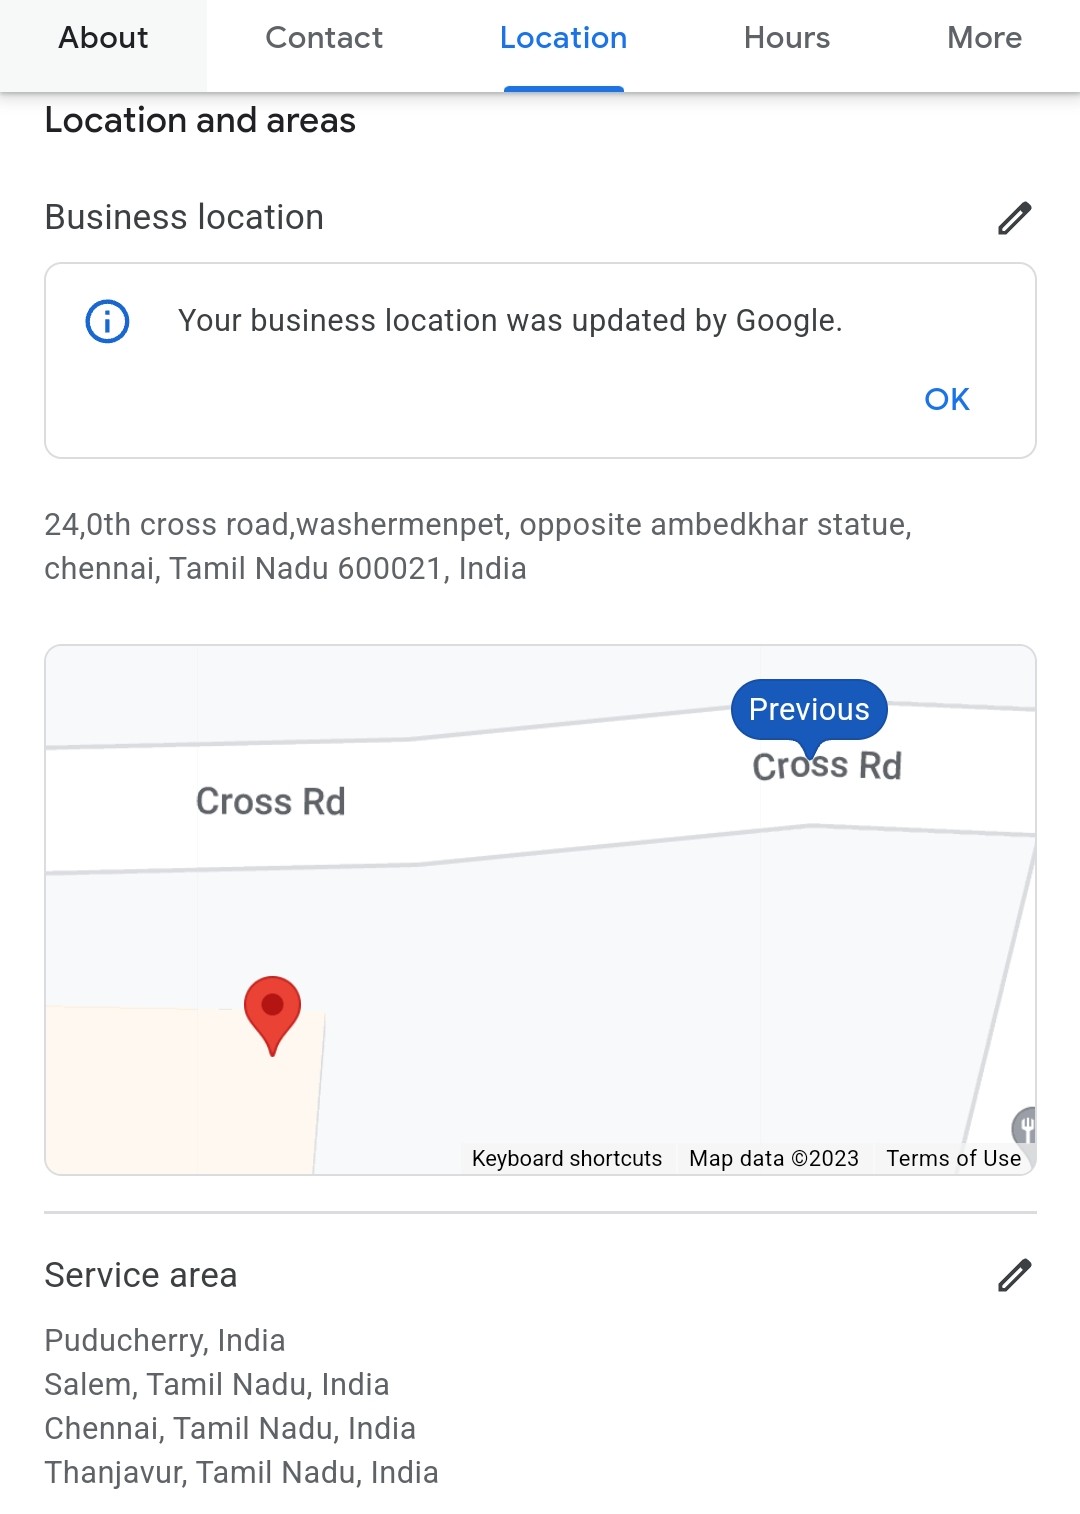 About Contact Location Hours More
Location and areas
Business location
Your business location was updated by Google.
OK
24,0th cross road,washermenpet, opposite ambedkhar statue,
chennai, Tamil Nadu 600021, India
Previous
Cross Rd
Cross Rd
Keyboard shortcuts Map data ©2023 Terms of Use
Service area
Puducherry, India
Salem, Tamil Nadu, India
Chennai, Tamil Nadu, India
Thanjavur, Tamil Nadu, India